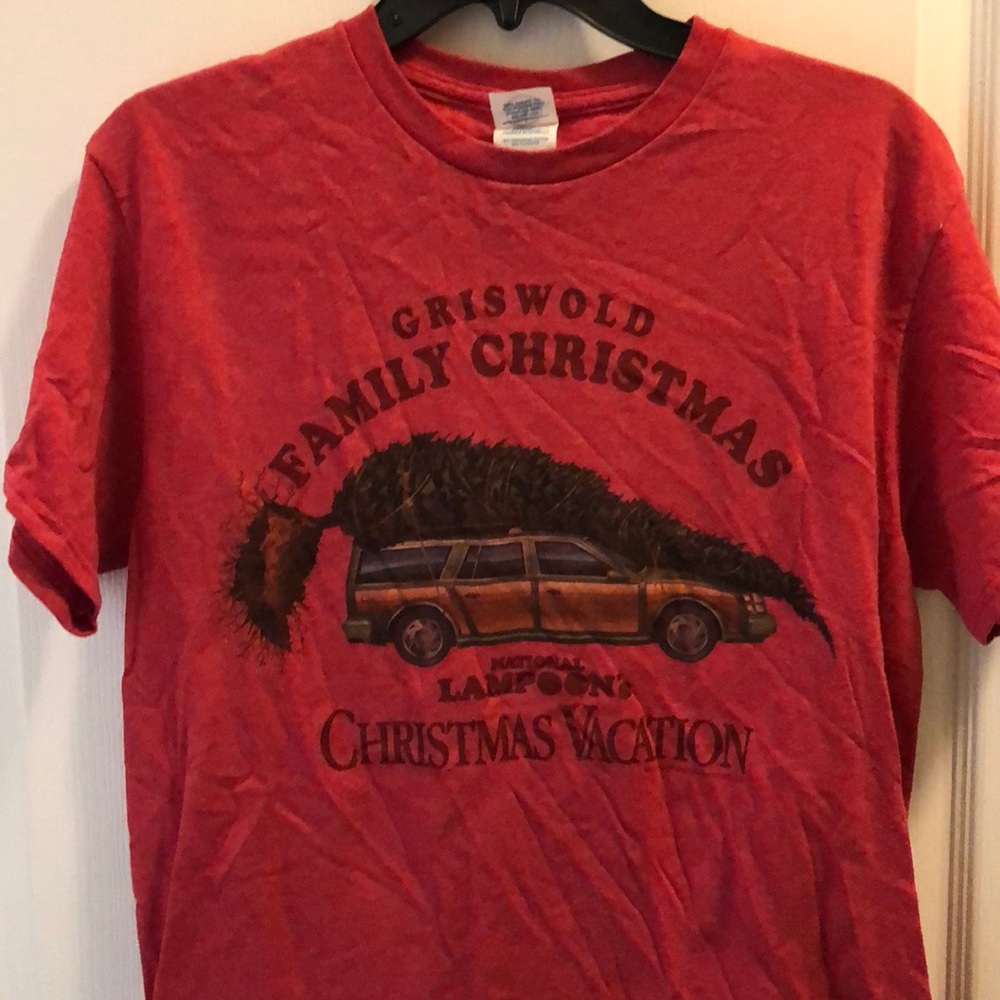 GRISWOLD
FAMILY CHRISTMAS
NATIONAL
LAMPOON'S
CHRISTMAS VACATION